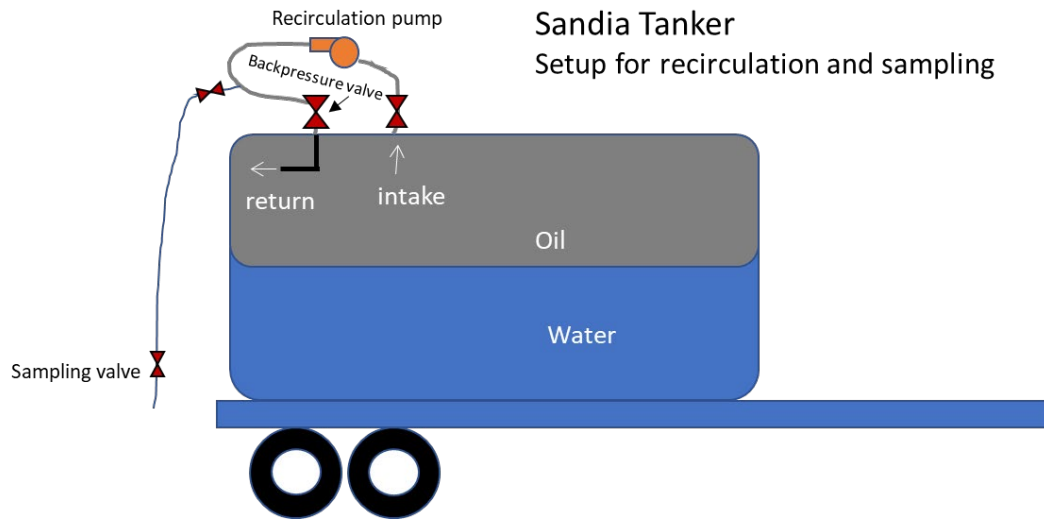 Sandia Tanker
Setup for recirculation and sampling
Recirculation pump
Backpressure valve
return
intake
Oil
Water
Sampling valve